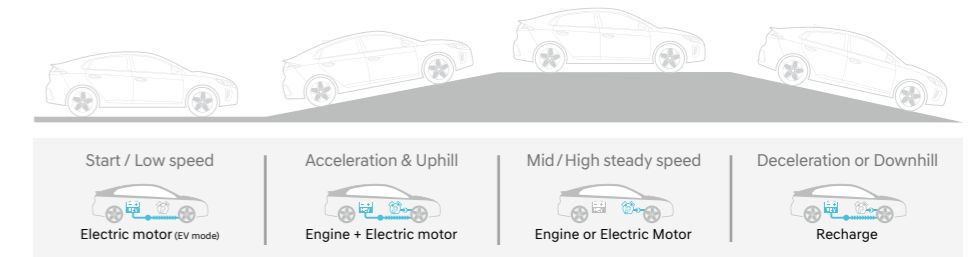 Start / Low speed
Acceleration & Uphill
Mid / High steady speed
Deceleration or Downhill
Electric motor (EV mode)
Engine + Electric motor
Engine or Electric Motor
Recharge